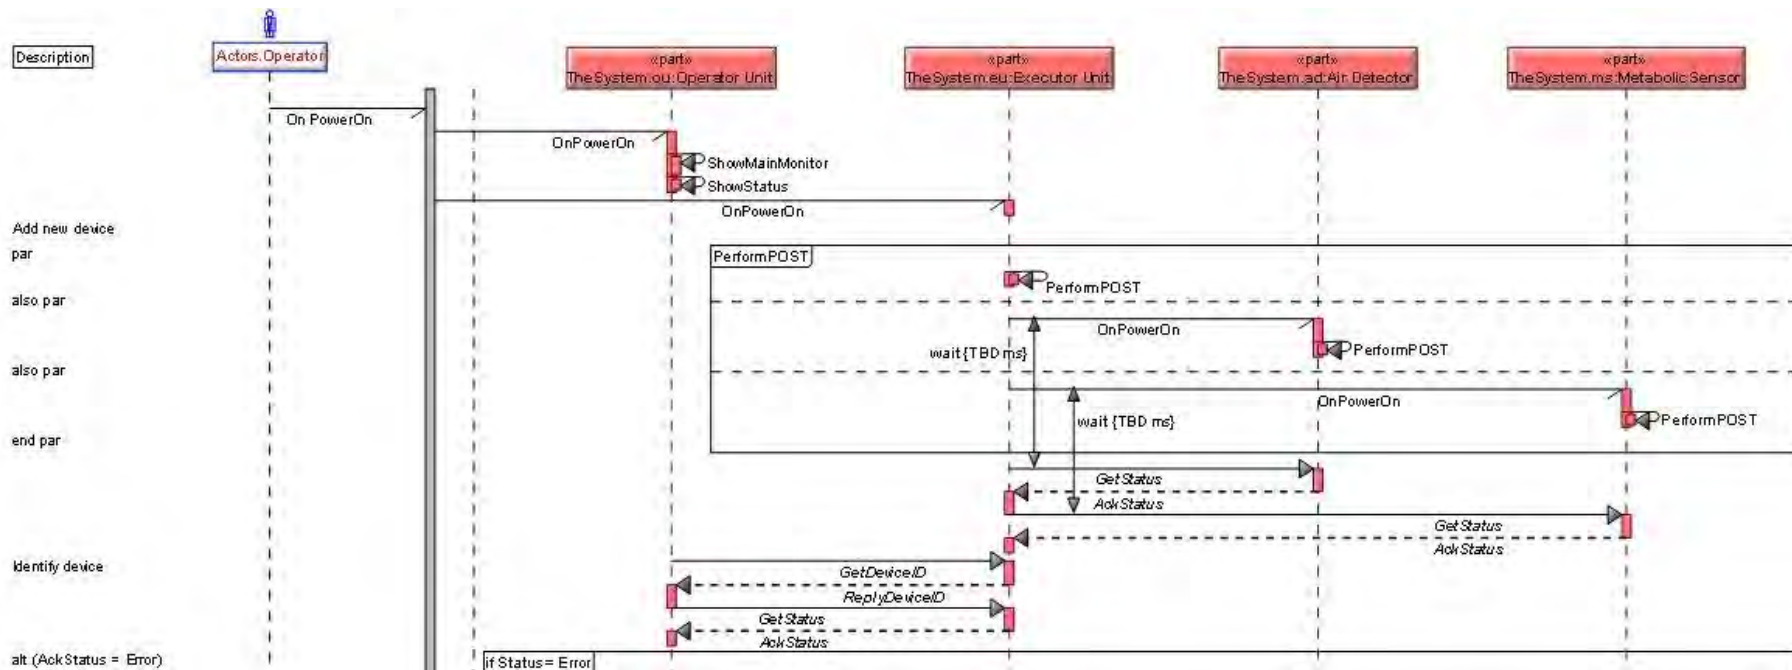 Description
Actors.Operator
«part»
TheSystem.ou:Operator Unit
«part»
TheSystem.eu:Executor Unit
«part»
TheSystem.ad:Air Detector
«part»
TheSystem.ms:Metabolic Sensor
On PowerOn
OnPowerOn
ShowMainMonitor
ShowStatus
OnPowerOn
Add new device
par
PerformPOST
PerformPOST
also par
OnPowerOn
wait {TBD ms}
PerformPOST
also par
OnPowerOn
wait {TBD ms}
PerformPOST
end par
GetStatus
AckStatus
GetStatus
AckStatus
Identify device
GetDeviceID
ReplyDeviceID
GetStatus
AckStatus
alt (AckStatus = Error)
if Status= Error